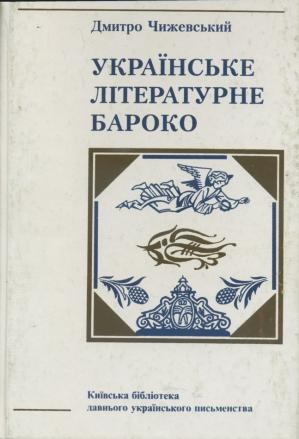 Дмитро Чижевський
УКРАЇНСЬКЕ
ЛІТЕРАТУРНЕ
БАРОКО
Київська бібліотека
давнього українського письменства